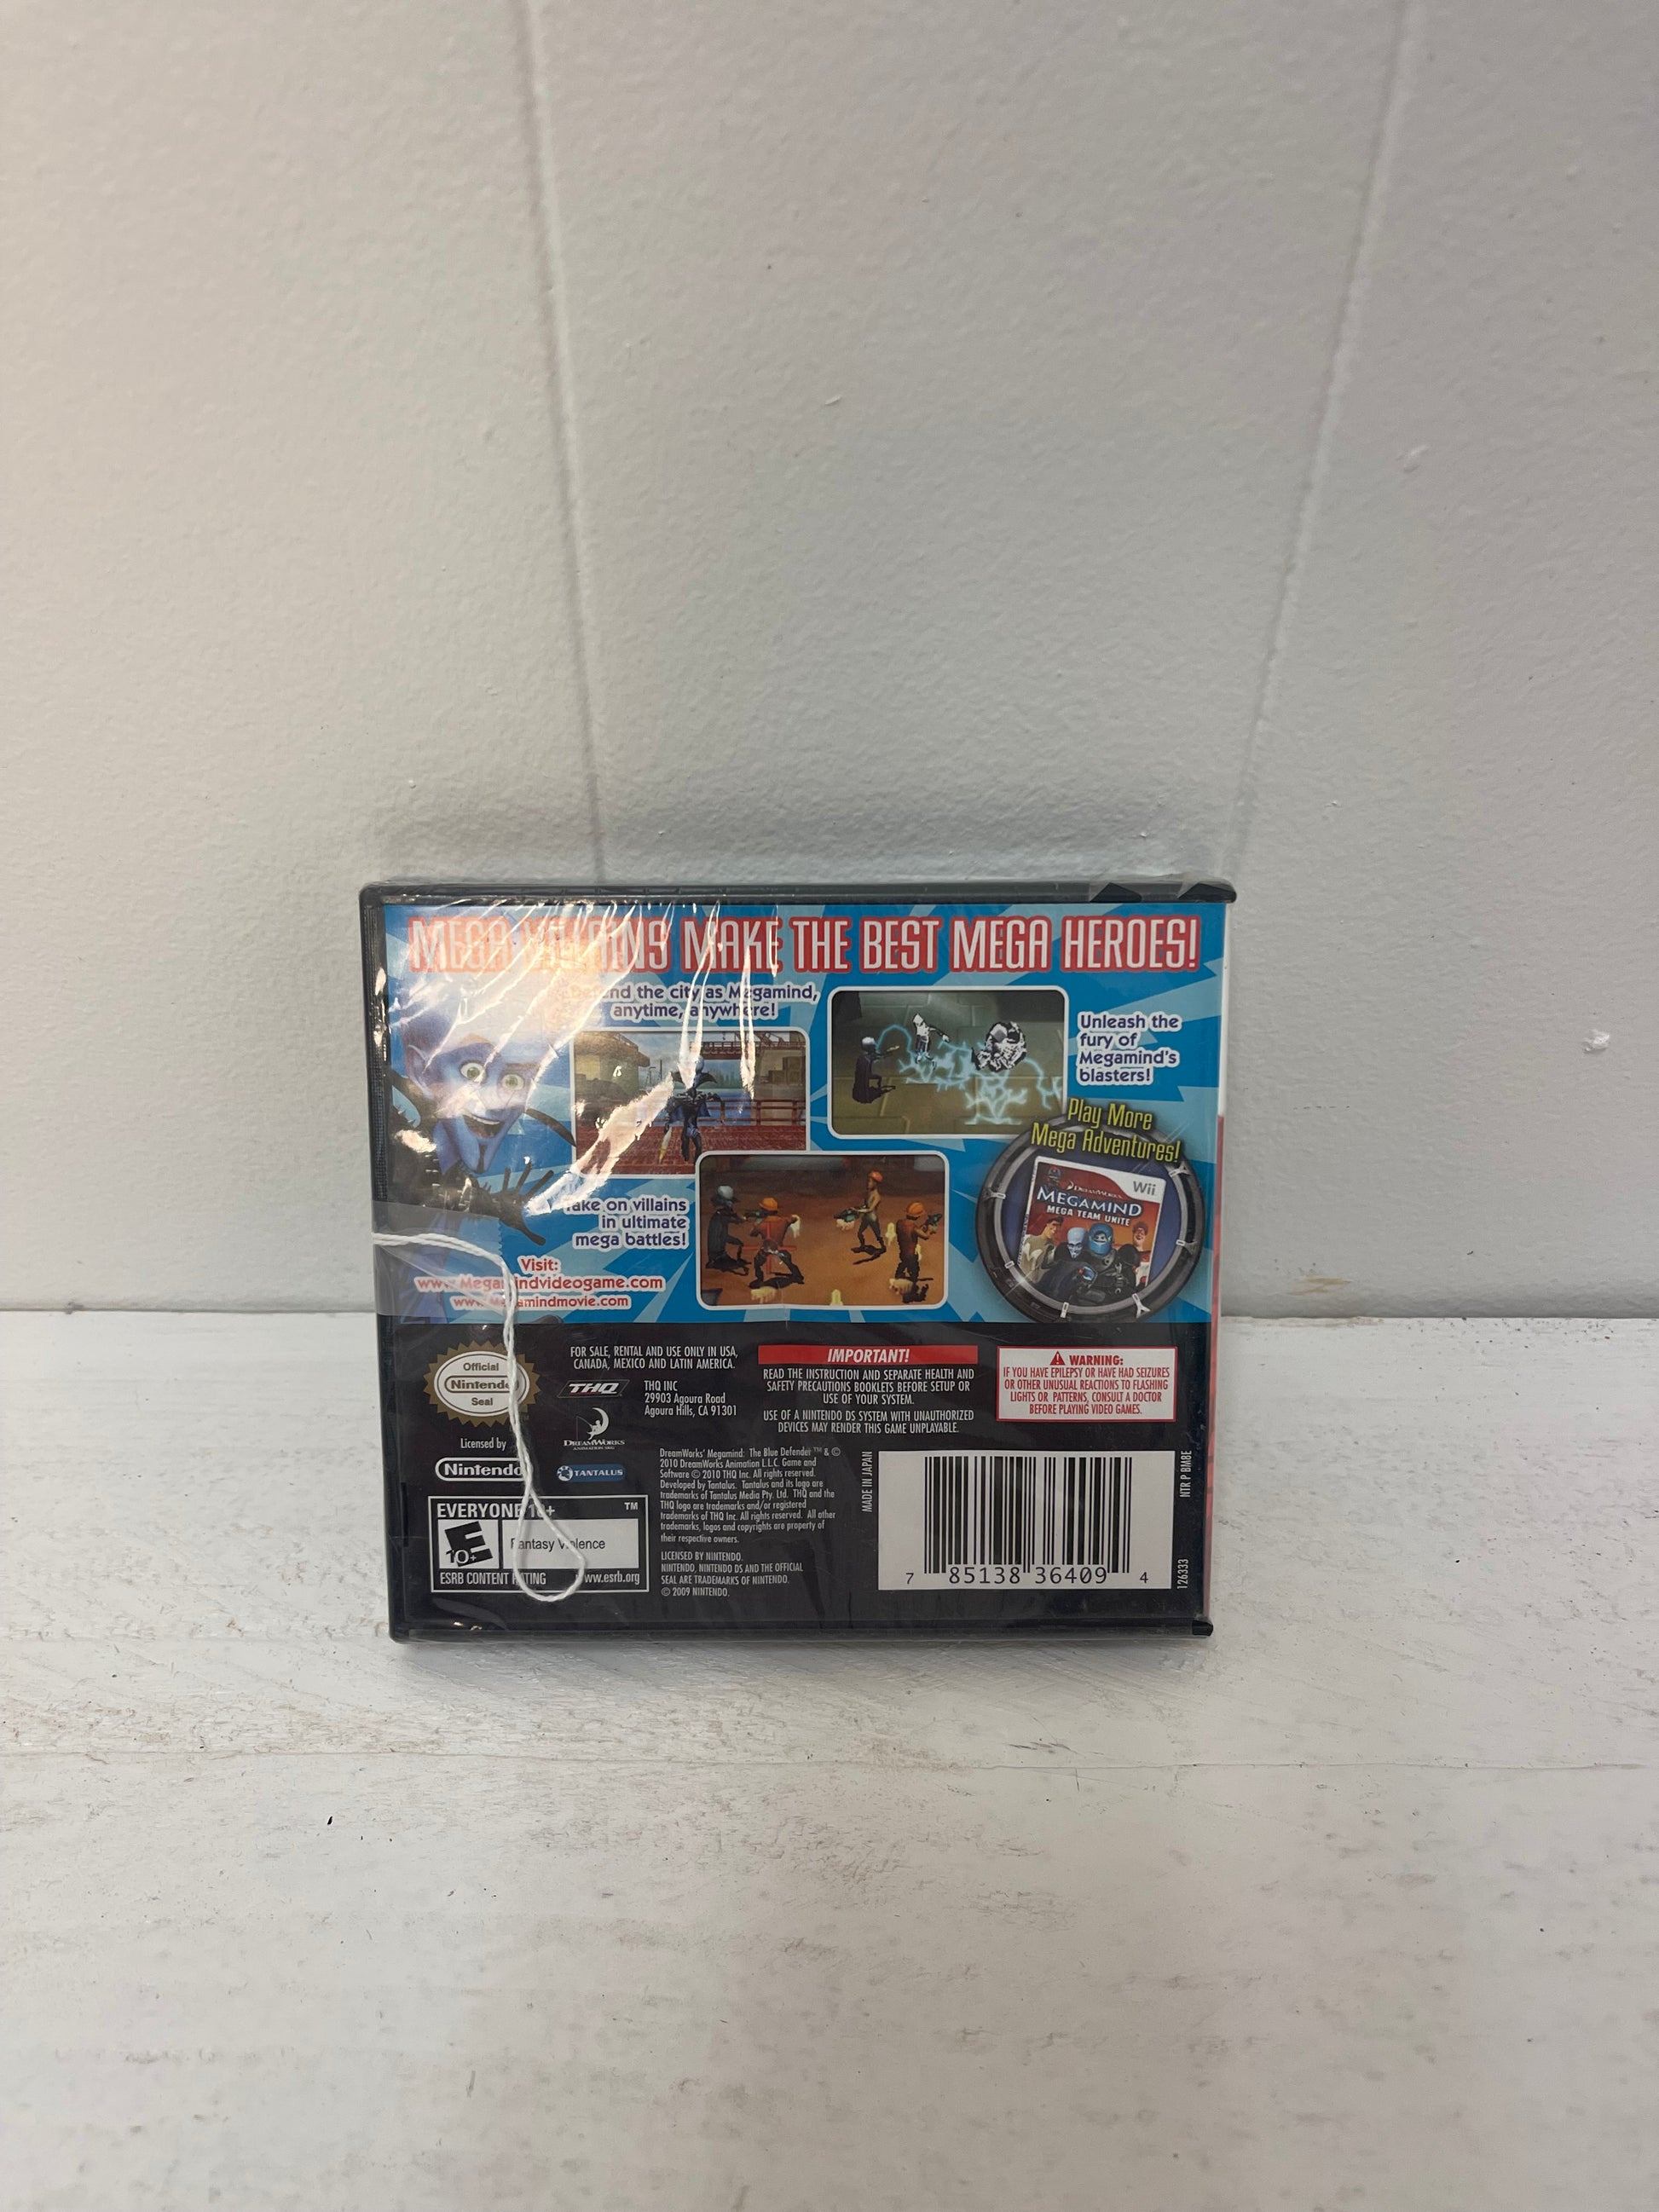 MEGA VILLAINS MAKE THE BEST MEGA HEROES!
Defend the city as Megamind,
anytime, anywhere!
Unleash the
fury of
Megamind's
blasters!
Play More
Mega Adventures!
DREAMWORKS
Wii
MEGAMIND
MEGA TEAM UNITE
Take on villains
in ultimate
mega battles!
Visit:
www.Megamindvideogame.com
www.Megamindmovie.com
Official
Nintendo
Seal
Licensed by
Nintendo
FOR SALE, RENTAL AND USE ONLY IN USA,
CANADA, MEXICO AND LATIN AMERICA.
THQ
THQ INC
29903 Agoura Road
Agoura Hills, CA 91301
DREAMWORKS
TANTALUS
IMPORTANT!
READ THE INSTRUCTION AND SEPARATE HEALTH AND
SAFETY PRECAUTIONS BOOKLETS BEFORE SETUP OR
USE OF YOUR SYSTEM.
USE OF A NINTENDO DS SYSTEM WITH UNAUTHORIZED
DEVICES MAY RENDER THIS GAME UNPLAYABLE.
WARNING:
IF YOU HAVE EPILEPSY OR HAVE HAD SEIZURES
OR OTHER UNUSUAL REACTIONS TO FLASHING
LIGHTS OR PATTERNS, CONSULT A DOCTOR
BEFORE PLAYING VIDEO GAMES.
EVERYONE 10+ ™
E
10+
Fantasy Violence
ESRB CONTENT RATING www.esrb.org
DreamWorks' Megamind: The Blue Defender ™ & ©
2010 DreamWorks Animation L.L.C. Game and
Software © 2010 THQ Inc. All rights reserved.
Developed by Tantalus. Tantalus and its logo are
trademarks of Tantalus Media Pty. Ltd. THQ and the
THQ logo are trademarks and/or registered
trademarks of THQ Inc. All rights reserved. All other
trademarks, logos and copyrights are property of
their respective owners.
LICENSED BY NINTENDO.
NINTENDO, NINTENDO DS AND THE OFFICIAL
SEAL ARE TRADEMARKS OF NINTENDO.
© 2009 NINTENDO.
MADE IN JAPAN
7 85138 36409 4
NTR P BM8E
126333